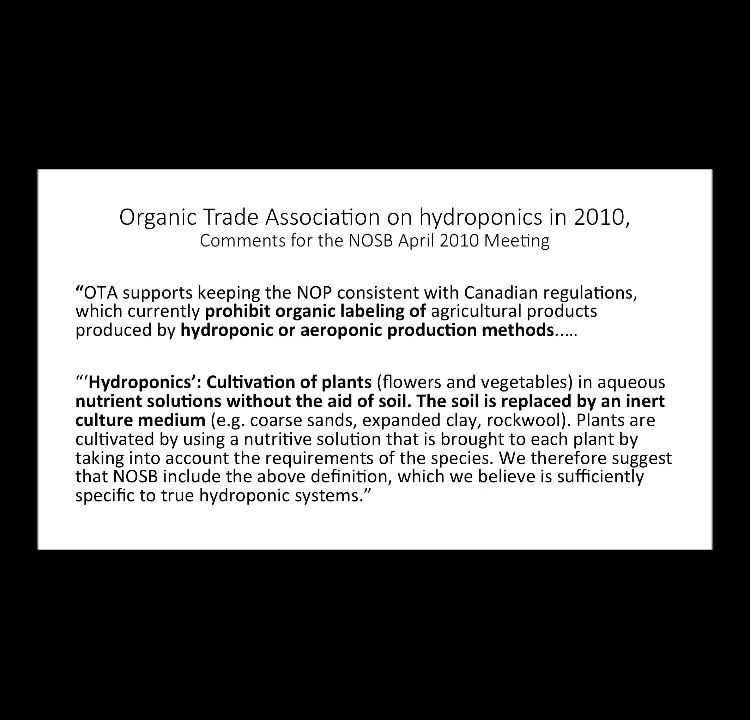 Organic Trade Association on hydroponics in 2010,
Comments for the NOSB April 2010 Meeting
“OTA supports keeping the NOP consistent with Canadian regulations,
which currently prohibit organic labeling of agricultural products
produced by hydroponic or aeroponic production methods.....
“‘Hydroponics’: Cultivation of plants (flowers and vegetables) in aqueous
nutrient solutions without the aid of soil. The soil is replaced by an inert
culture medium (e.g. coarse sands, expanded clay, rockwool). Plants are
cultivated by using a nutritive solution that is brought to each plant by
taking into account the requirements of the species. We therefore suggest
that NOSB include the above definition, which we believe is sufficiently
specific to true hydroponic systems.”